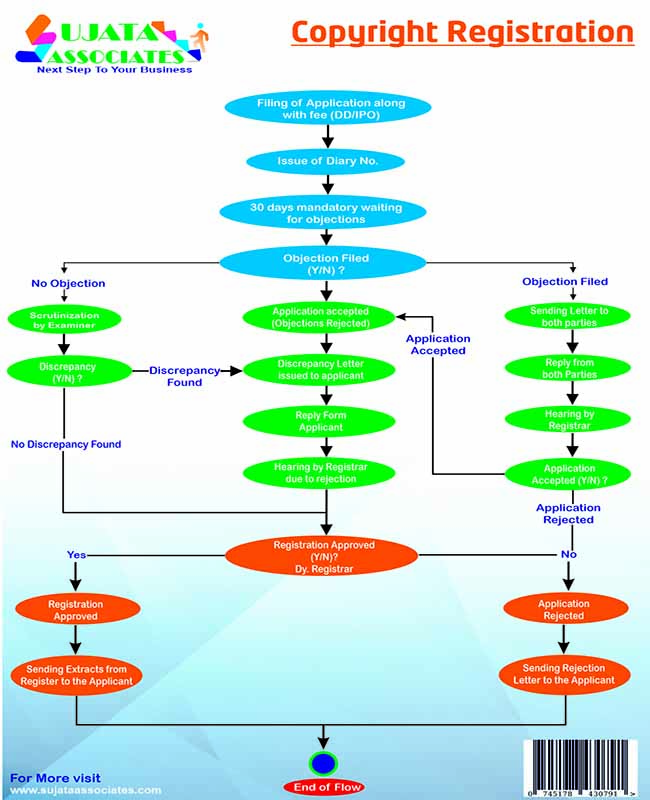 SUJATA
ASSOCIATES
Next Step To Your Business
Copyright Registration
Filing of Application along
with fee (DD/IPO)
Issue of Diary No.
30 days mandatory waiting
for objections
Objection Filed
(Y/N) ?
No Objection
Objection Filed
Scrutinization
by Examiner
Application accepted
(Objections Rejected)
Sending Letter to
both parties
Application
Accepted
Discrepancy
(Y/N) ?
Discrepancy
Found
Discrepancy Letter
issued to applicant
Reply from
both Parties
Reply Form
Applicant
Hearing by
Registrar
No Discrepancy Found
Hearing by Registrar
due to rejection
Application
Accepted (Y/N) ?
Application
Rejected
Registration Approved
(Y/N)?
Dy. Registrar
Yes
No
Registration
Approved
Application
Rejected
Sending Extracts from
Register to the Applicant
Sending Rejection
Letter to the Applicant
End of Flow
For More visit
www.sujataassociates.com
0 745178 430791 >